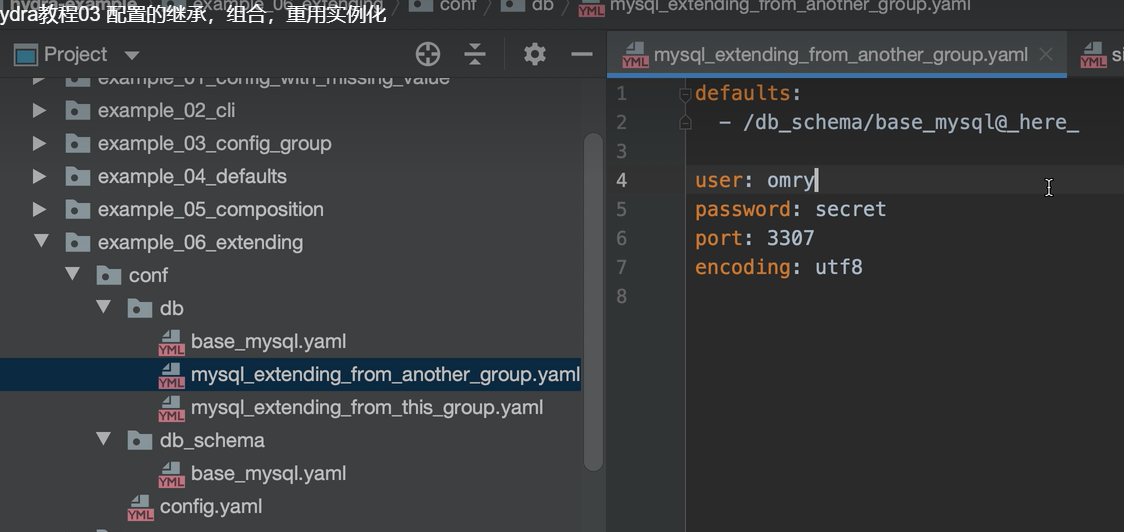 ydra教程03 配置的继承，组合，重用实例化
conf
db
mysql_extending_from_another_group.yaml
Project
mysql_extending_from_another_group.yaml
si
example_01_config_with_missing_value
example_02_cli
example_03_config_group
example_04_defaults
example_05_composition
example_06_extending
conf
db
base_mysql.yaml
mysql_extending_from_another_group.yaml
mysql_extending_from_this_group.yaml
db_schema
base_mysql.yaml
config.yaml
1 defaults:
2 - /db_schema/base_mysql@_here_
3
4 user: omry
5 password: secret
6 port: 3307
7 encoding: utf8
8